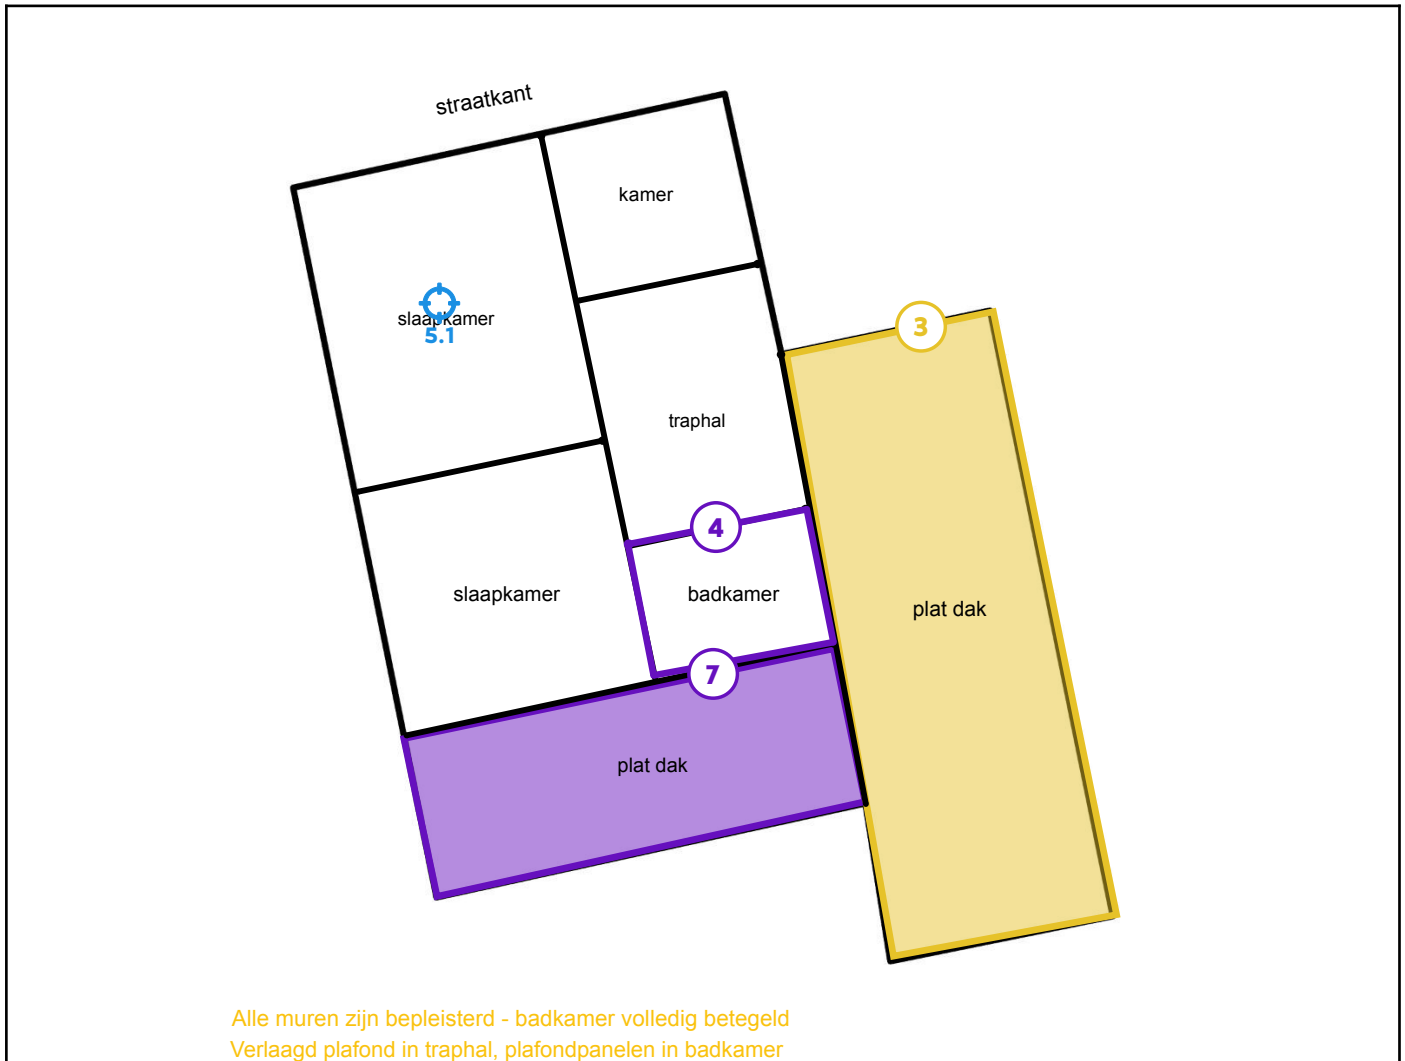 straatkant
kamer
slaapkamer
5.1
3
traphal
4
slaapkamer
badkamer
plat dak
7
plat dak
Alle muren zijn bepleisterd - badkamer volledig betegeld
Verlaagd plafond in traphal, plafondpanelen in badkamer